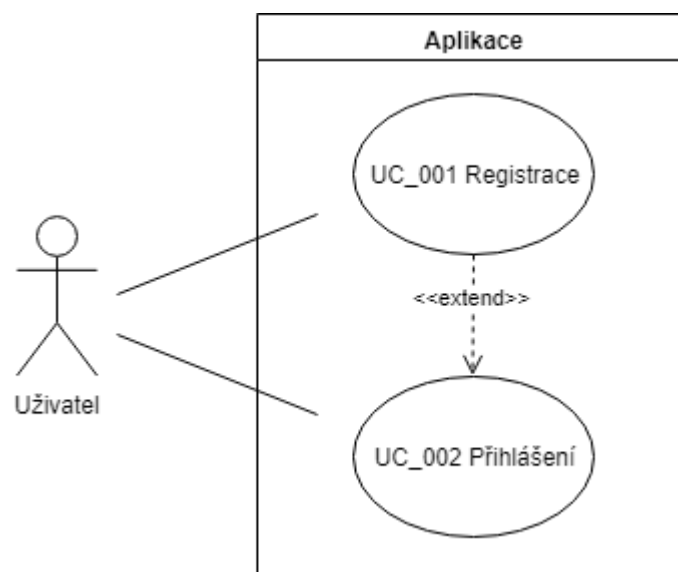 Aplikace
UC_001 Registrace
<<extend>>
Uživatel
UC_002 Přihlášení